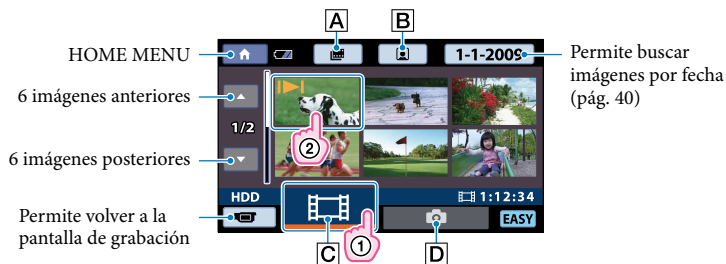 A
B
HOME MENU
1-1-2009
Permite buscar
imágenes por fecha
(pág. 40)
6 imágenes anteriores
1/2
②
6 imágenes posteriores
HDD
1:12:34
Permite volver a la
pantalla de grabación
EASY
C
①
D